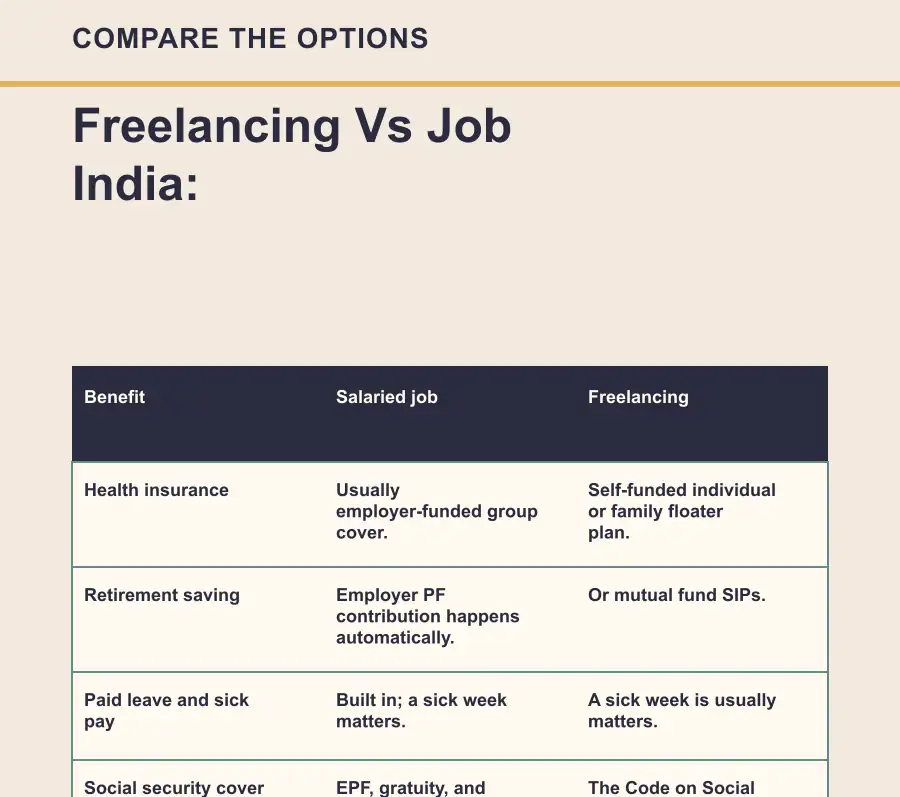 COMPARE THE OPTIONS
Freelancing Vs Job
India:
Benefit
Salaried job
Freelancing
Health insurance
Usually
employer-funded group
cover.
Self-funded individual
or family floater
plan.
Retirement saving
Employer PF
contribution happens
automatically.
Or mutual fund SIPs.
Paid leave and sick
pay
Built in; a sick week
matters.
A sick week is usually
matters.
Social security cover
EPF, gratuity, and
The Code on Social